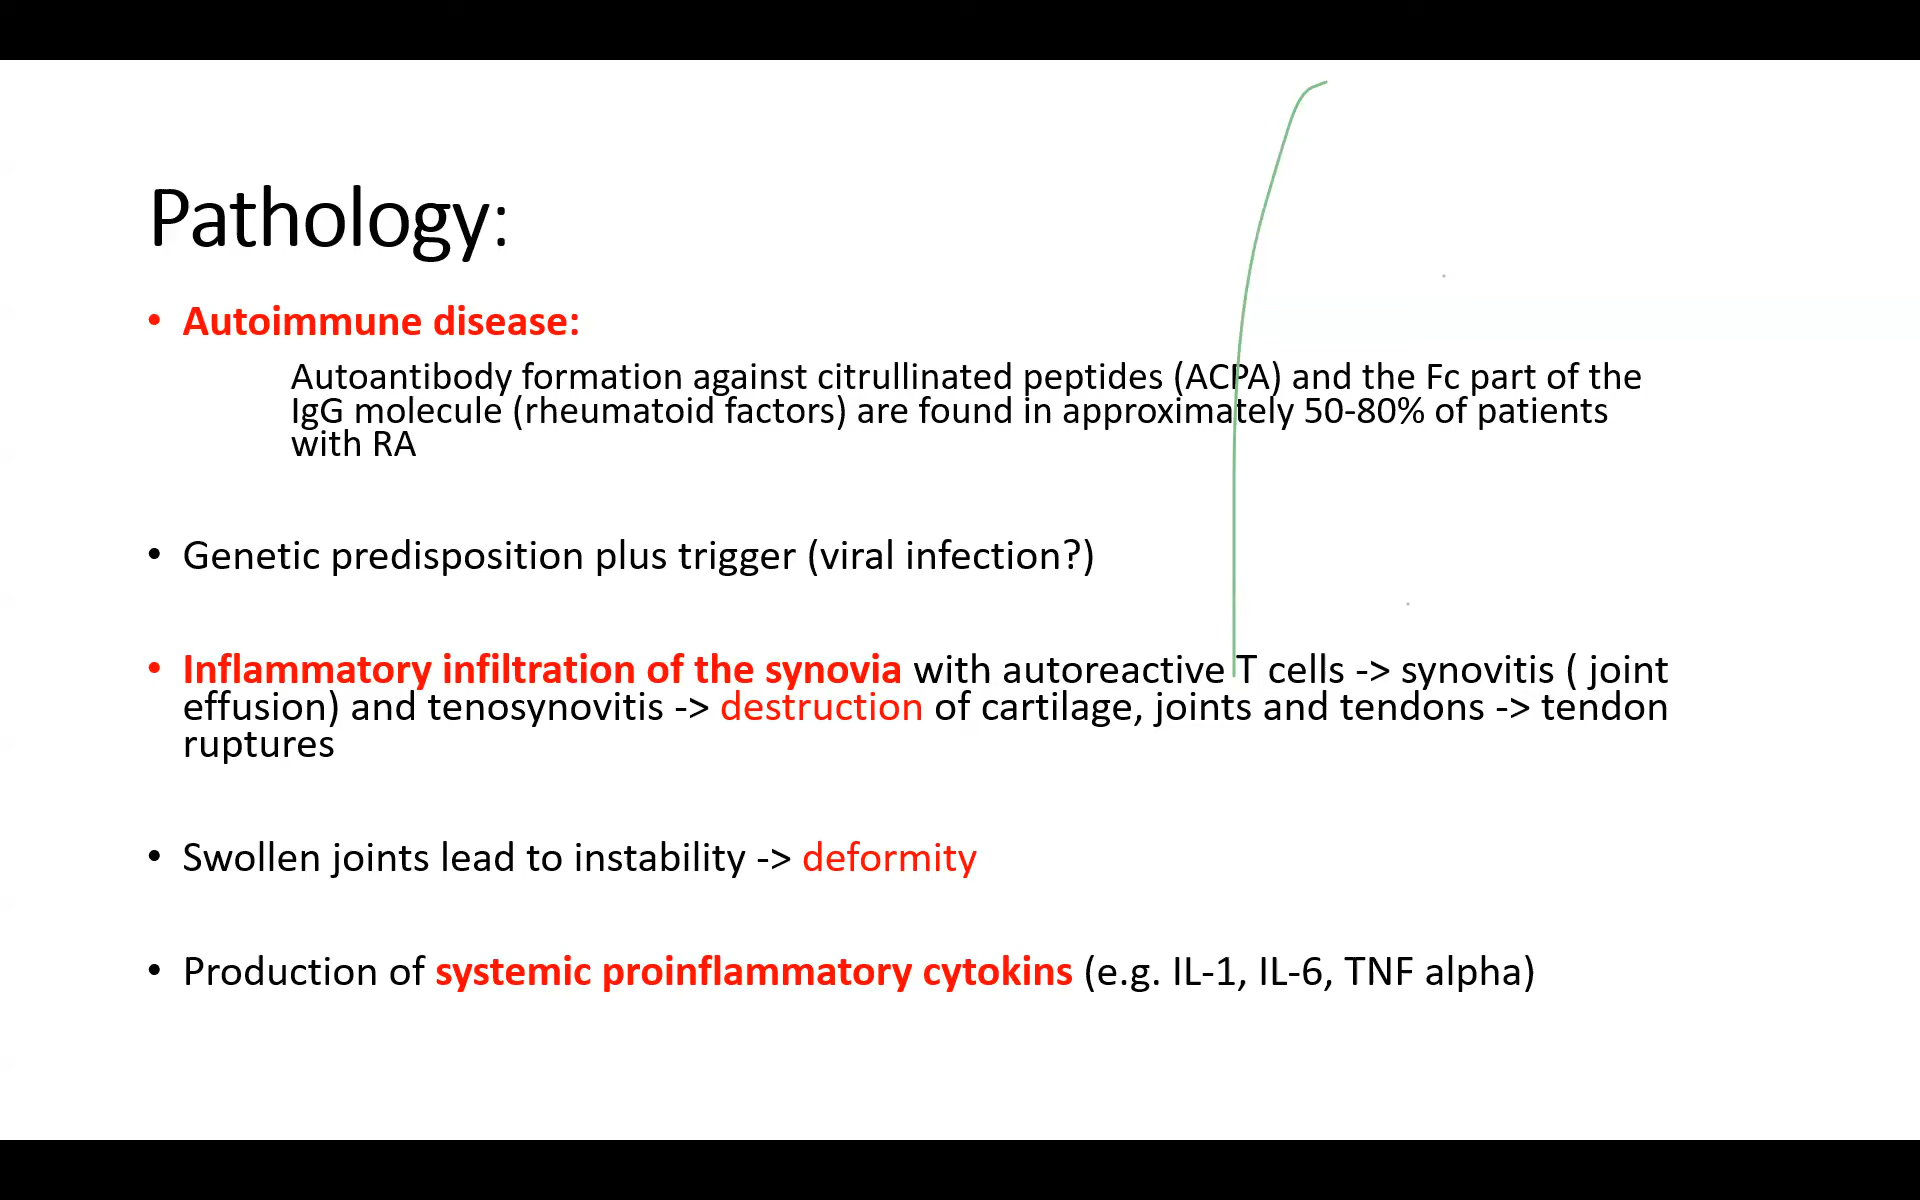 Pathology:
• Autoimmune disease:
Autoantibody formation against citrullinated peptides (ACPA) and the Fc part of the
IgG molecule (rheumatoid factors) are found in approximately 50-80% of patients
with RA
• Genetic predisposition plus trigger (viral infection?)
• Inflammatory infiltration of the synovia with autoreactive T cells -> synovitis ( joint
effusion) and tenosynovitis -> destruction of cartilage, joints and tendons -> tendon
ruptures
• Swollen joints lead to instability -> deformity
• Production of systemic proinflammatory cytokins (e.g. IL-1, IL-6, TNF alpha)